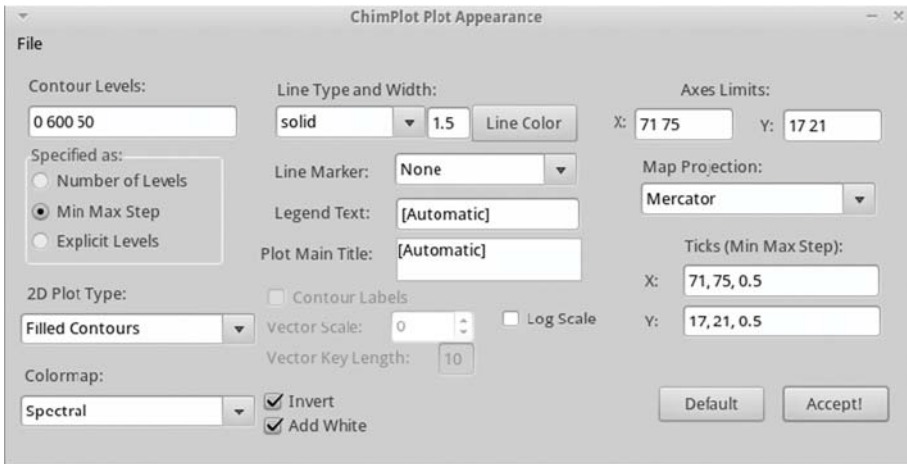 ChimPlot Plot Appearance
File
Contour Levels:
0 600 50
Specified as:
Number of Levels
Min Max Step
Explicit Levels
2D Plot Type:
Filled Contours
Colormap:
Spectral
Line Type and Width:
solid 1.5 Line Color
Line Marker: None
Legend Text: [Automatic]
Plot Main Title: [Automatic]
Contour Labels
Vector Scale: 0 Log Scale
Vector Key Length: 10
Invert
Add White
Axes Limits:
X: 71 75 Y: 17 21
Map Projection:
Mercator
Ticks (Min Max Step):
X: 71, 75, 0.5
Y: 17, 21, 0.5
Default Accept!